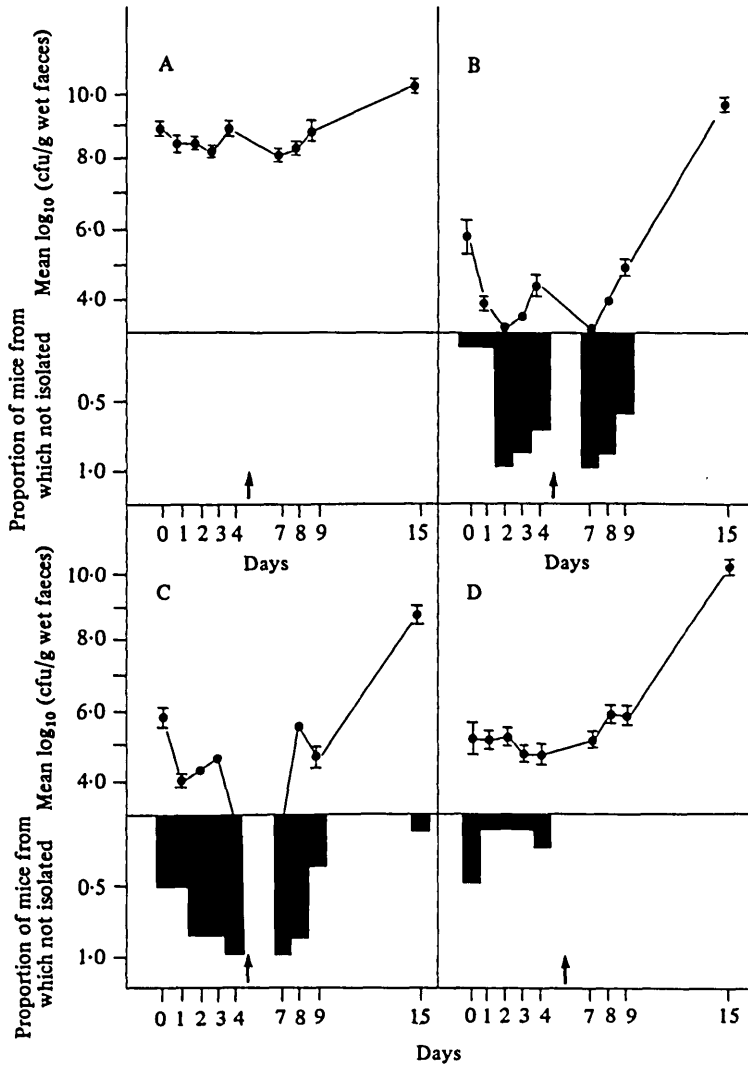 A
B
Mean log10 (cfu/g wet faeces)
10·0
8·0
6·0
4·0
Proportion of mice from
which not isolated
0·5
1·0
0 1 2 3 4 7 8 9 15
0 1 2 3 4 7 8 9 15
Days
Days
C
D
Mean log10 (cfu/g wet faeces)
10·0
8·0
6·0
4·0
Proportion of mice from
which not isolated
0·5
1·0
0 1 2 3 4 7 8 9 15
0 1 2 3 4 7 8 9 15
Days